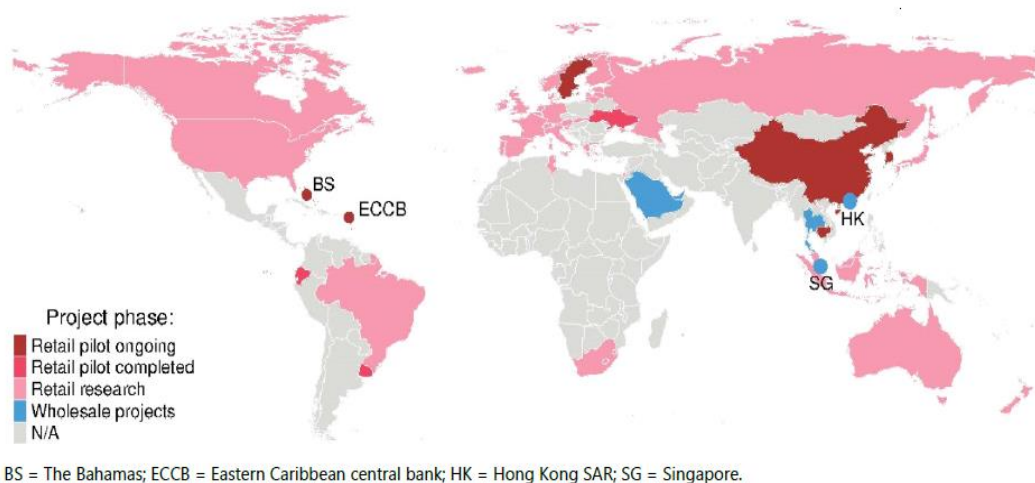 BS
ECCB
HK
SG
Project phase:
Retail pilot ongoing
Retail pilot completed
Retail research
Wholesale projects
N/A
BS = The Bahamas; ECCB = Eastern Caribbean central bank; HK = Hong Kong SAR; SG = Singapore.